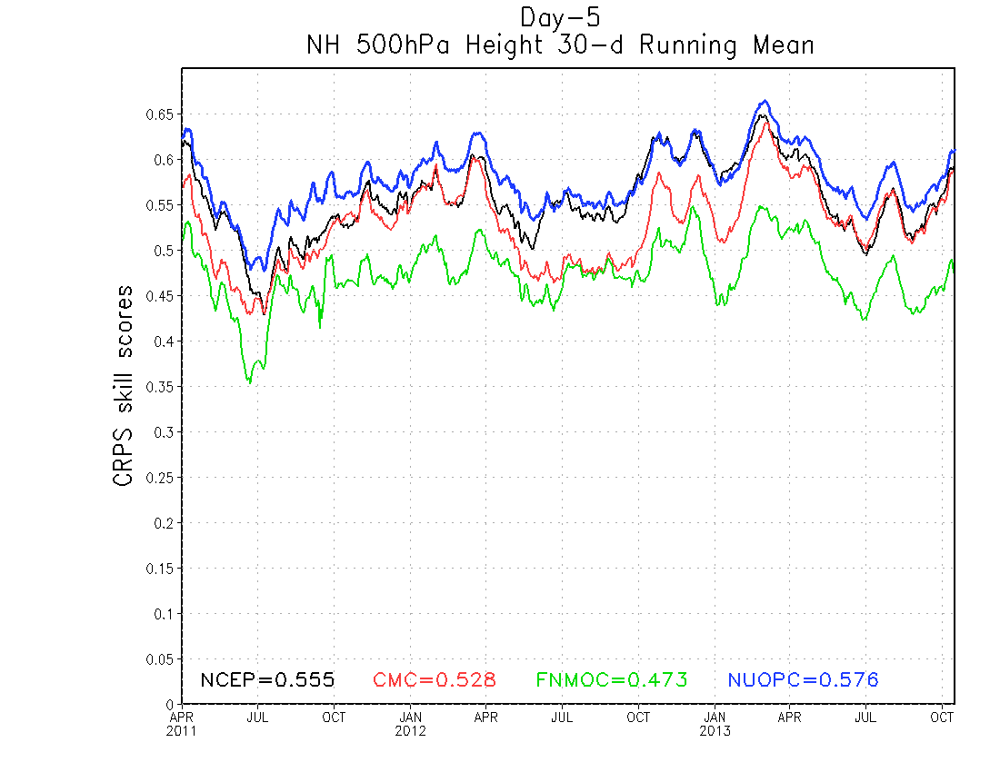 Day-5
NH 500hPa Height 30-d Running Mean
CRPS skill scores
0.65
0.6
0.55
0.5
0.45
0.4
0.35
0.3
0.25
0.2
0.15
0.1
0.05
0
NCEP=0.555 CMC=0.528 FNMOC=0.473 NUOPC=0.576
APR JUL OCT JAN APR JUL OCT JAN APR JUL OCT
2011 2012 2013